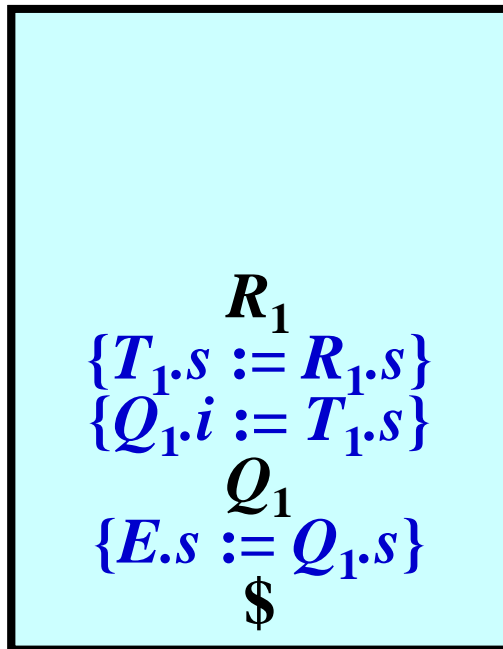 R₁
{T₁.s := R₁.s}
{Q₁.i := T₁.s}
Q₁
{E.s := Q₁.s}
$